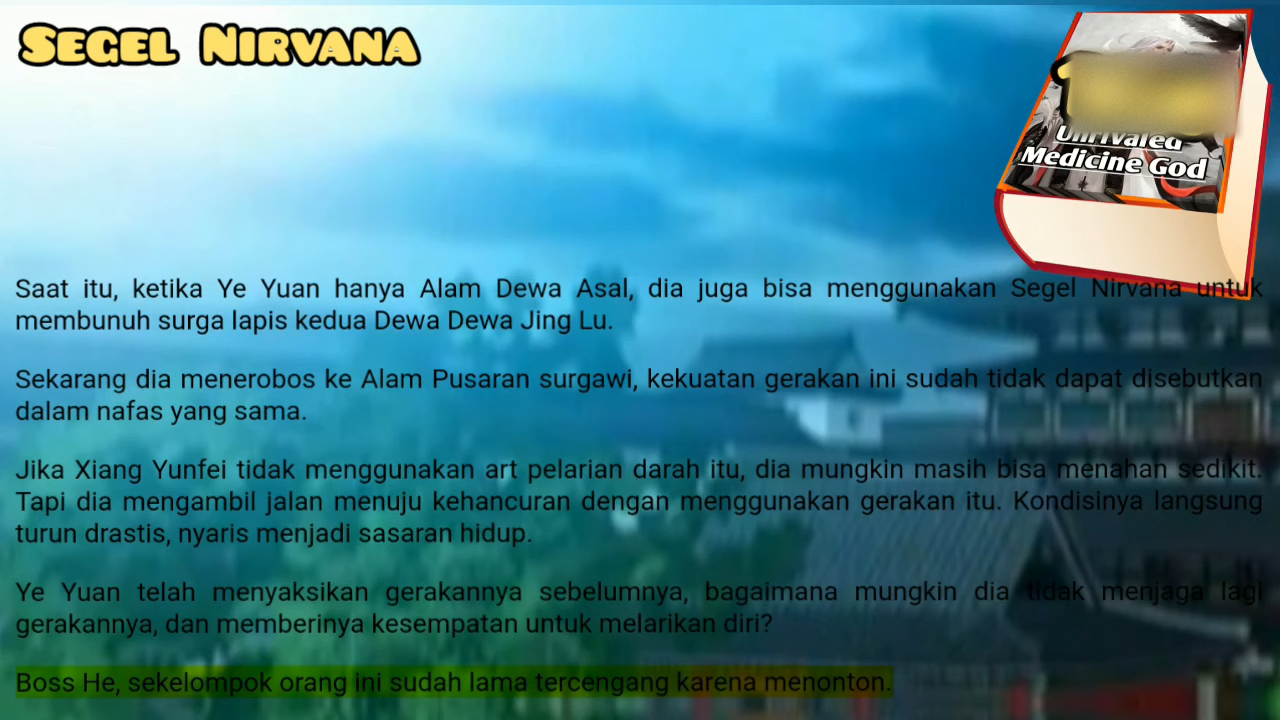 Segel Nirvana
Unrivaled
Medicine God
Saat itu, ketika Ye Yuan hanya Alam Dewa Asal, dia juga bisa menggunakan Segel Nirvana untuk
membunuh surga lapis kedua Dewa Dewa Jing Lu.
Sekarang dia menerobos ke Alam Pusaran surgawi, kekuatan gerakan ini sudah tidak dapat disebutkan
dalam nafas yang sama.
Jika Xiang Yunfei tidak menggunakan art pelarian darah itu, dia mungkin masih bisa menahan sedikit.
Tapi dia mengambil jalan menuju kehancuran dengan menggunakan gerakan itu. Kondisinya langsung
turun drastis, nyaris menjadi sasaran hidup.
Ye Yuan telah menyaksikan gerakannya sebelumnya, bagaimana mungkin dia tidak menjaga lagi
gerakannya, dan memberinya kesempatan untuk melarikan diri?
Boss He, sekelompok orang ini sudah lama tercengang karena menonton.